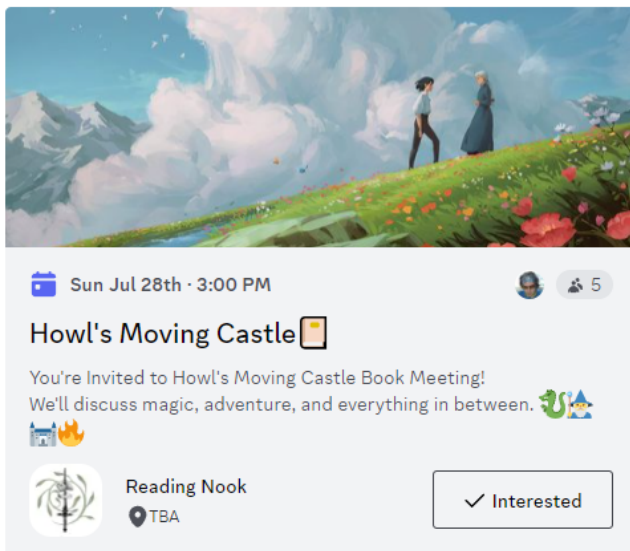 Sun Jul 28th · 3:00 PM
5
Howl's Moving Castle
You're Invited to Howl's Moving Castle Book Meeting!
We'll discuss magic, adventure, and everything in between.
Reading Nook
TBA
Interested